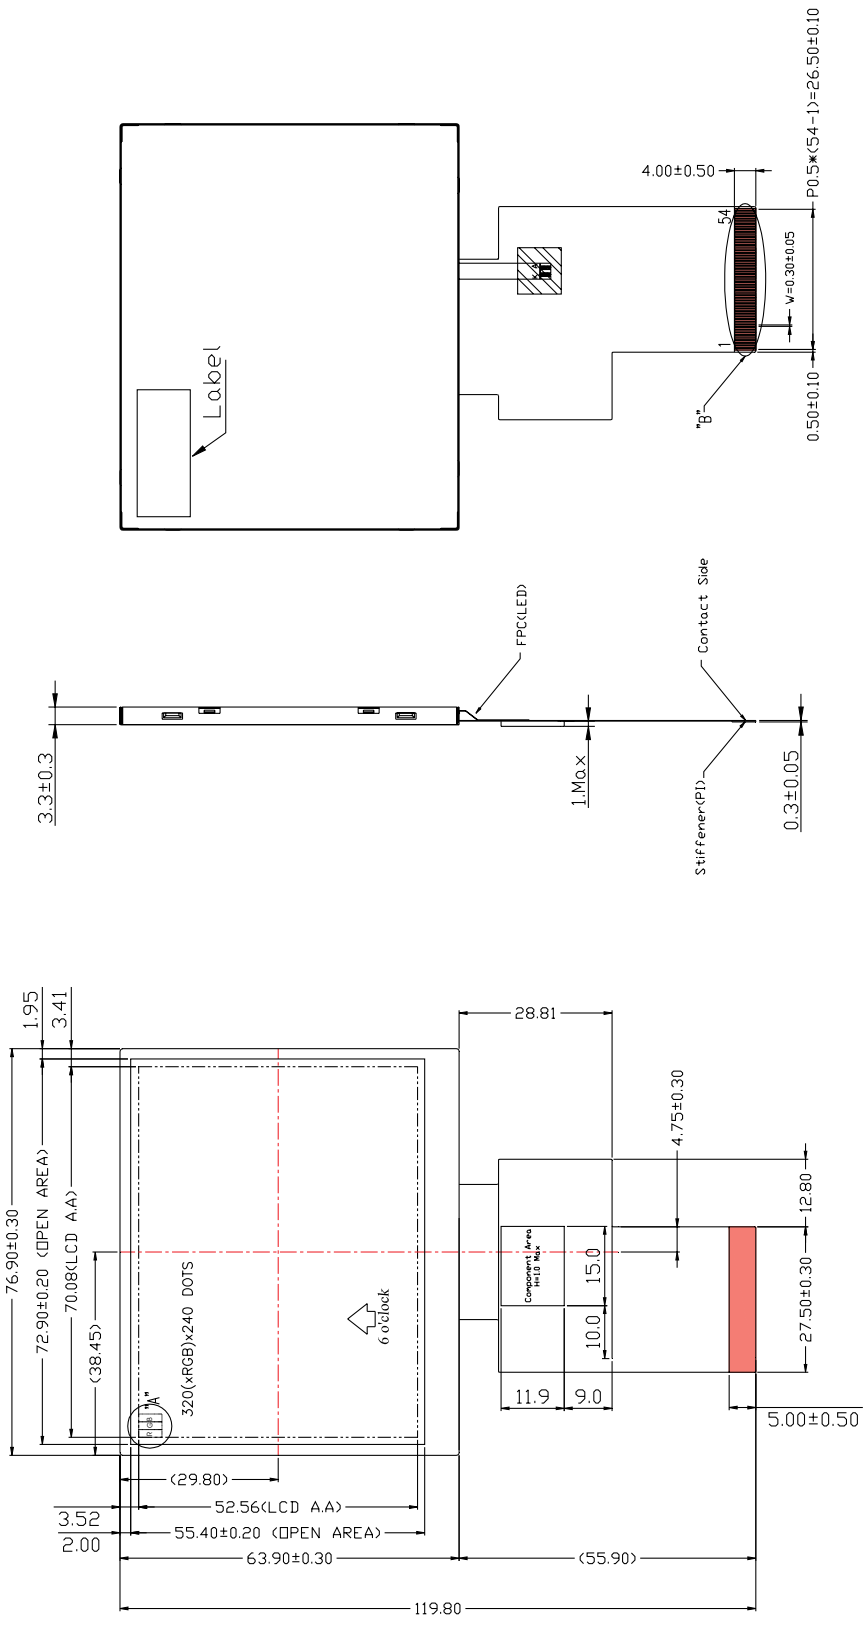 P0.5*(54-1)=26.50±0.10
4.00±0.50
54
W=0.30±0.05
1
K A
Label
"B"
0.50±0.10
Contact Side
FPC(LED)
3.3±0.3
1.Max
0.3±0.05
Stiffener(PI)
1.95
3.41
28.81
4.75±0.30
76.90±0.30
72.90±0.20 (OPEN AREA)
70.08(LCD A.A)
(38.45)
12.80
Component Area
H=1.0 Max
15.0
10.0
27.50±0.30
320(xRGB)x240 DOTS
6 o'clock
"A"
R GB
11.9
9.0
5.00±0.50
(29.80)
52.56(LCD A.A)
3.52
55.40±0.20 (OPEN AREA)
2.00
63.90±0.30
(55.90)
119.80